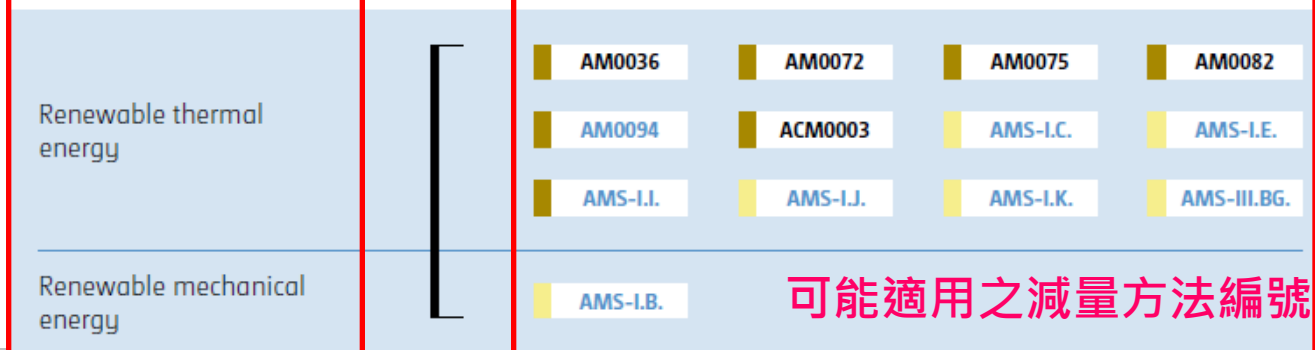 Renewable thermal
energy
AM0036 AM0072 AM0075 AM0082
AM0094 ACM0003 AMS-I.C. AMS-I.E.
AMS-I.I. AMS-I.J. AMS-I.K. AMS-III.BG.
Renewable mechanical
energy
AMS-I.B.
可能適用之減量方法編號